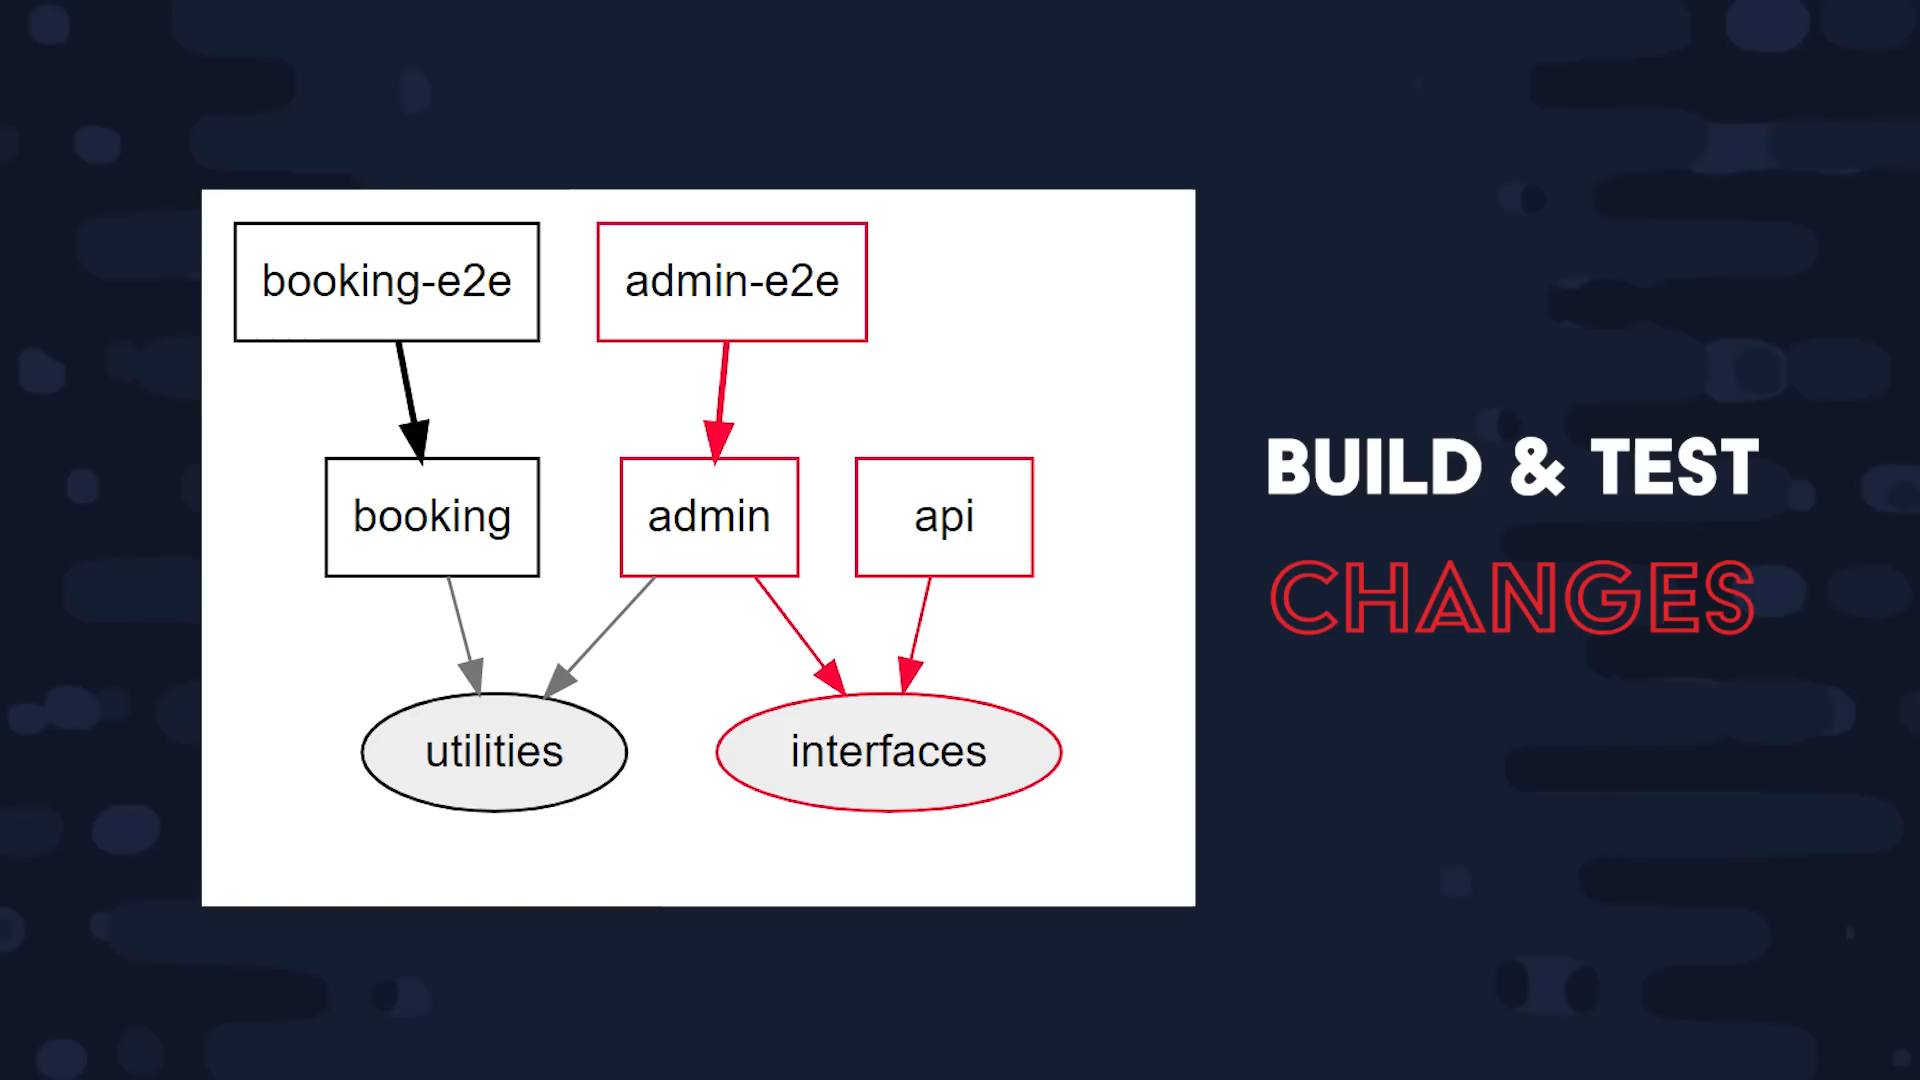 booking-e2e
admin-e2e
booking
admin
api
utilities
interfaces
BUILD & TEST
CHANGES